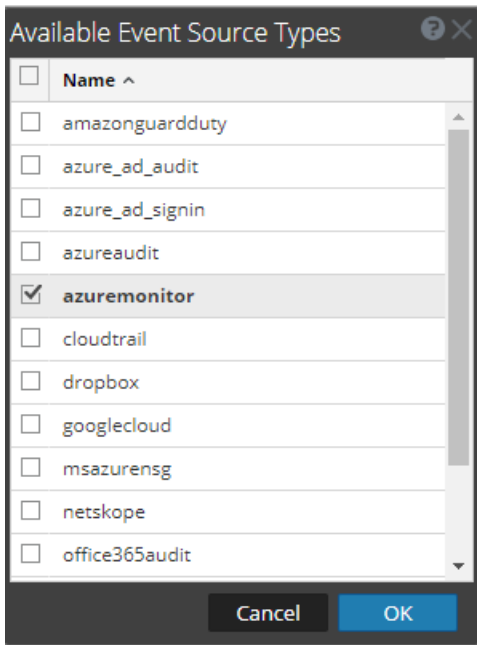 Available Event Source Types
Name
amazonguardduty
azure_ad_audit
azure_ad_signin
azureaudit
azuremonitor
cloudtrail
dropbox
googlecloud
msazurensg
netskope
office365audit
Cancel OK